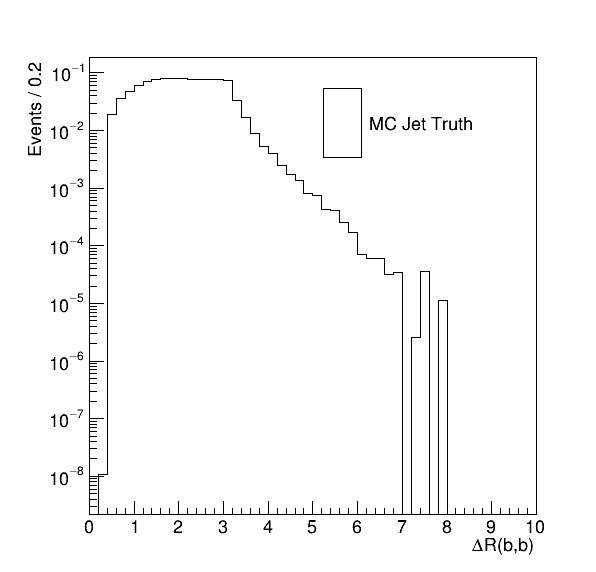 Events / 0.2
10⁻¹
10⁻²
10⁻³
10⁻⁴
10⁻⁵
10⁻⁶
10⁻⁷
10⁻⁸
MC Jet Truth
0 1 2 3 4 5 6 7 8 9 10
ΔR(b,b)